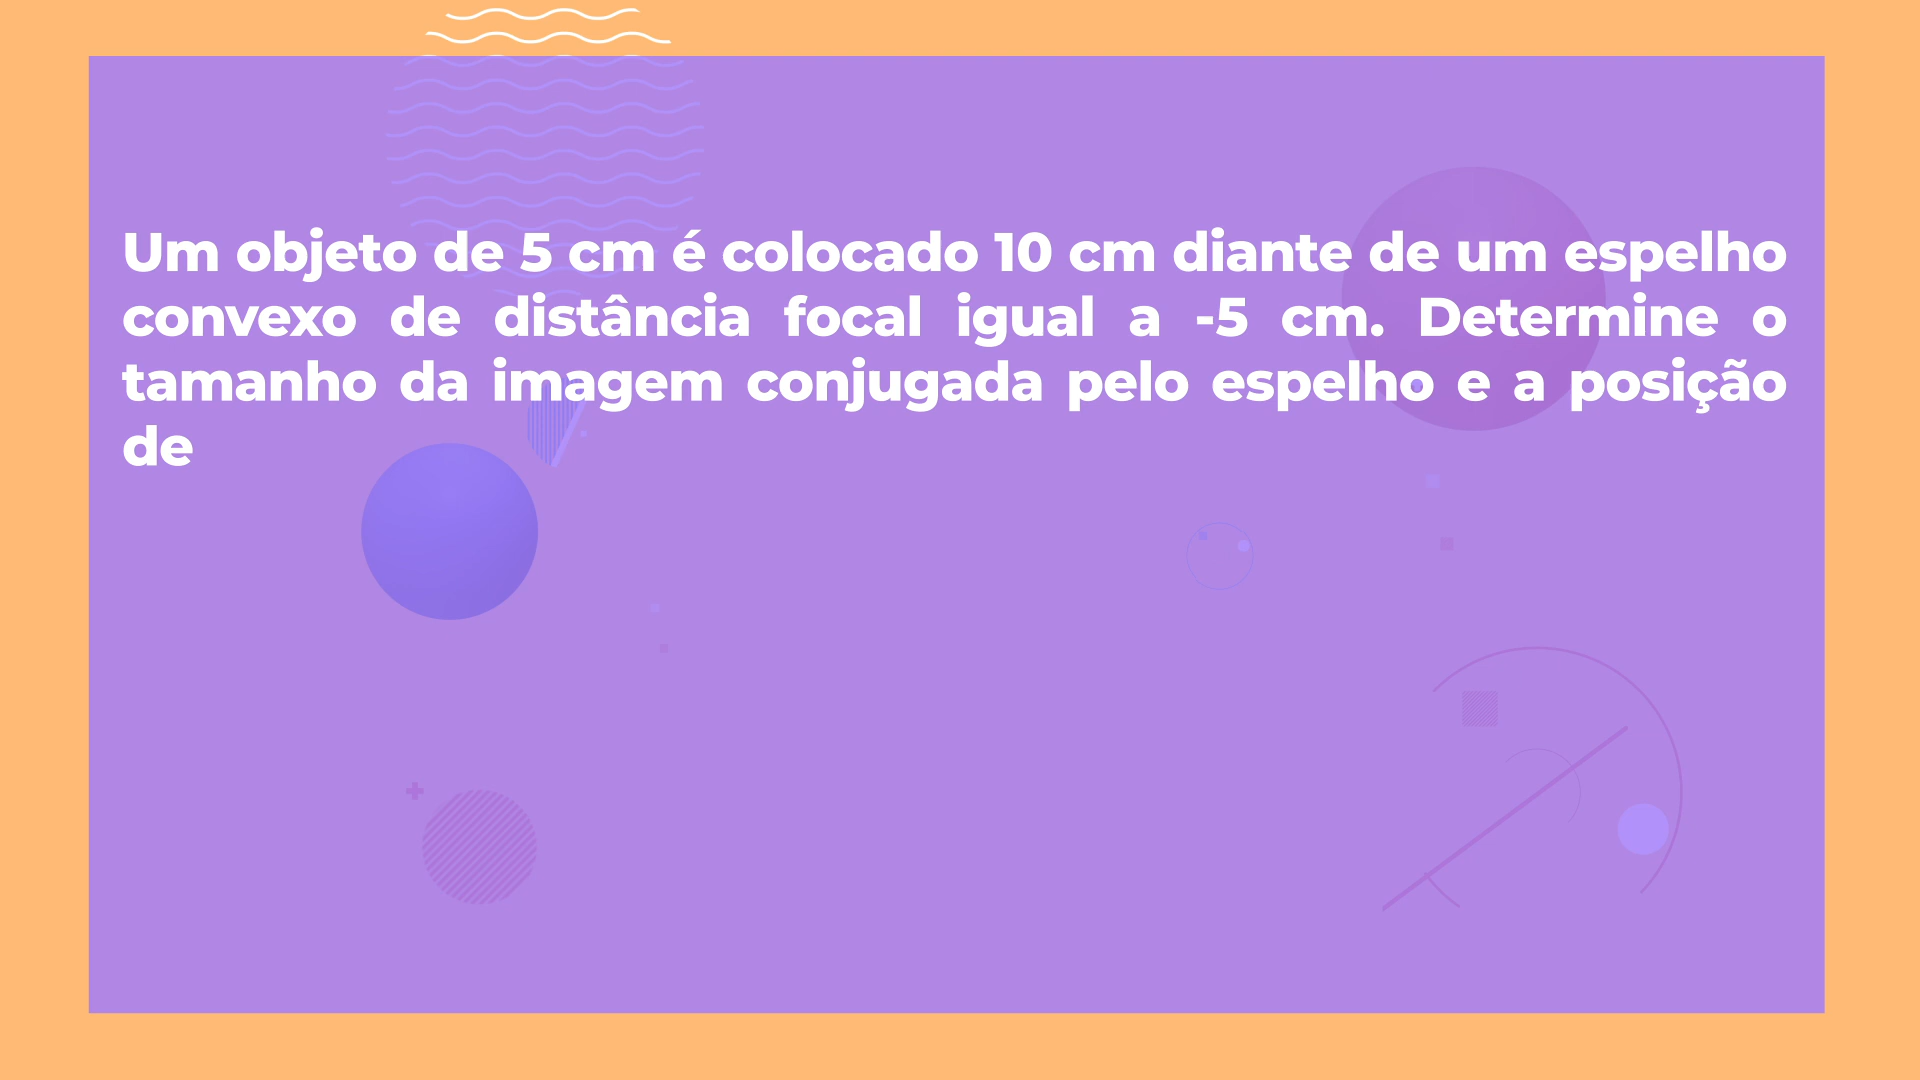 Um objeto de 5 cm é colocado 10 cm diante de um espelho
convexo de distância focal igual a -5 cm. Determine o
tamanho da imagem conjugada pelo espelho e a posição
de